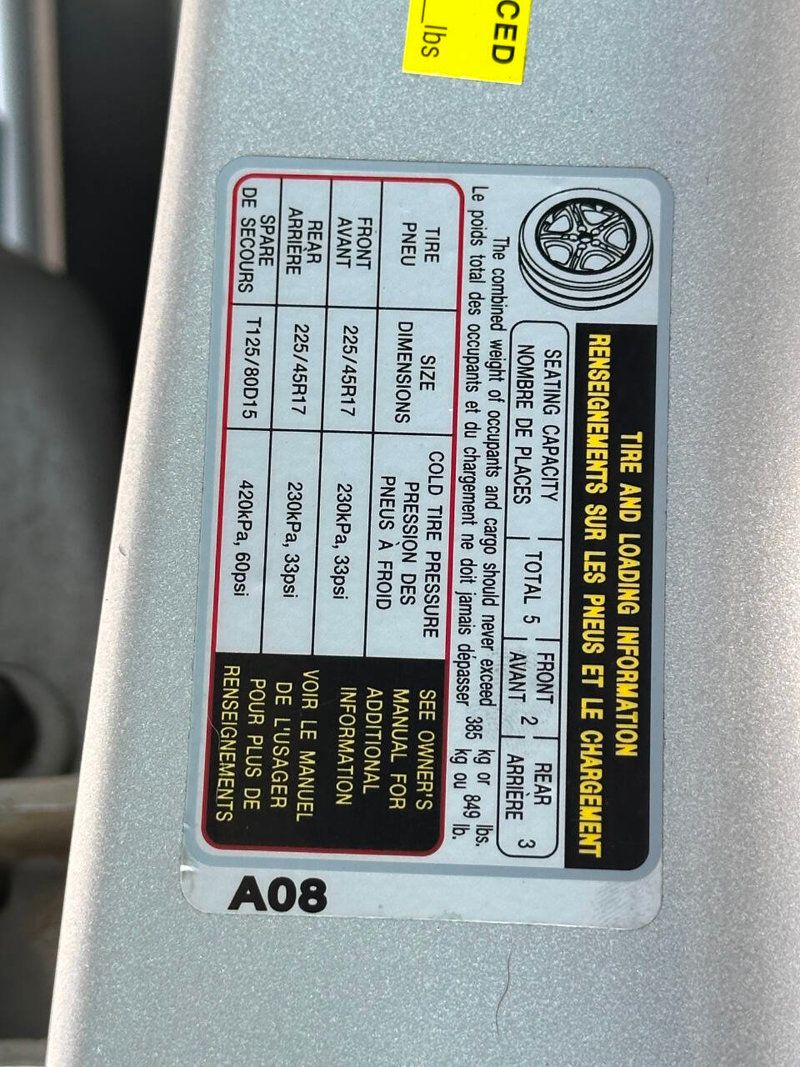 CED
__lbs
TIRE AND LOADING INFORMATION
RENSEIGNEMENTS SUR LES PNEUS ET LE CHARGEMENT
SEATING CAPACITY
NOMBRE DE PLACES
TOTAL 5
FRONT
AVANT 2
REAR
ARRIÈRE 3
The combined weight of occupants and cargo should never exceed 385 kg or 849 lbs.
Le poids total des occupants et du chargement ne doit jamais dépasser 385 kg ou 849 lb.
TIRE
PNEU
SIZE
DIMENSIONS
COLD TIRE PRESSURE
PRESSION DES
PNEUS À FROID
SEE OWNER'S
MANUAL FOR
ADDITIONAL
INFORMATION
VOIR LE MANUEL
DE L'USAGER
POUR PLUS DE
RENSEIGNEMENTS
FRONT
AVANT
225/45R17
230kPa, 33psi
REAR
ARRIÈRE
225/45R17
230kPa, 33psi
SPARE
DE SECOURS
T125/80D15
420kPa, 60psi
A08